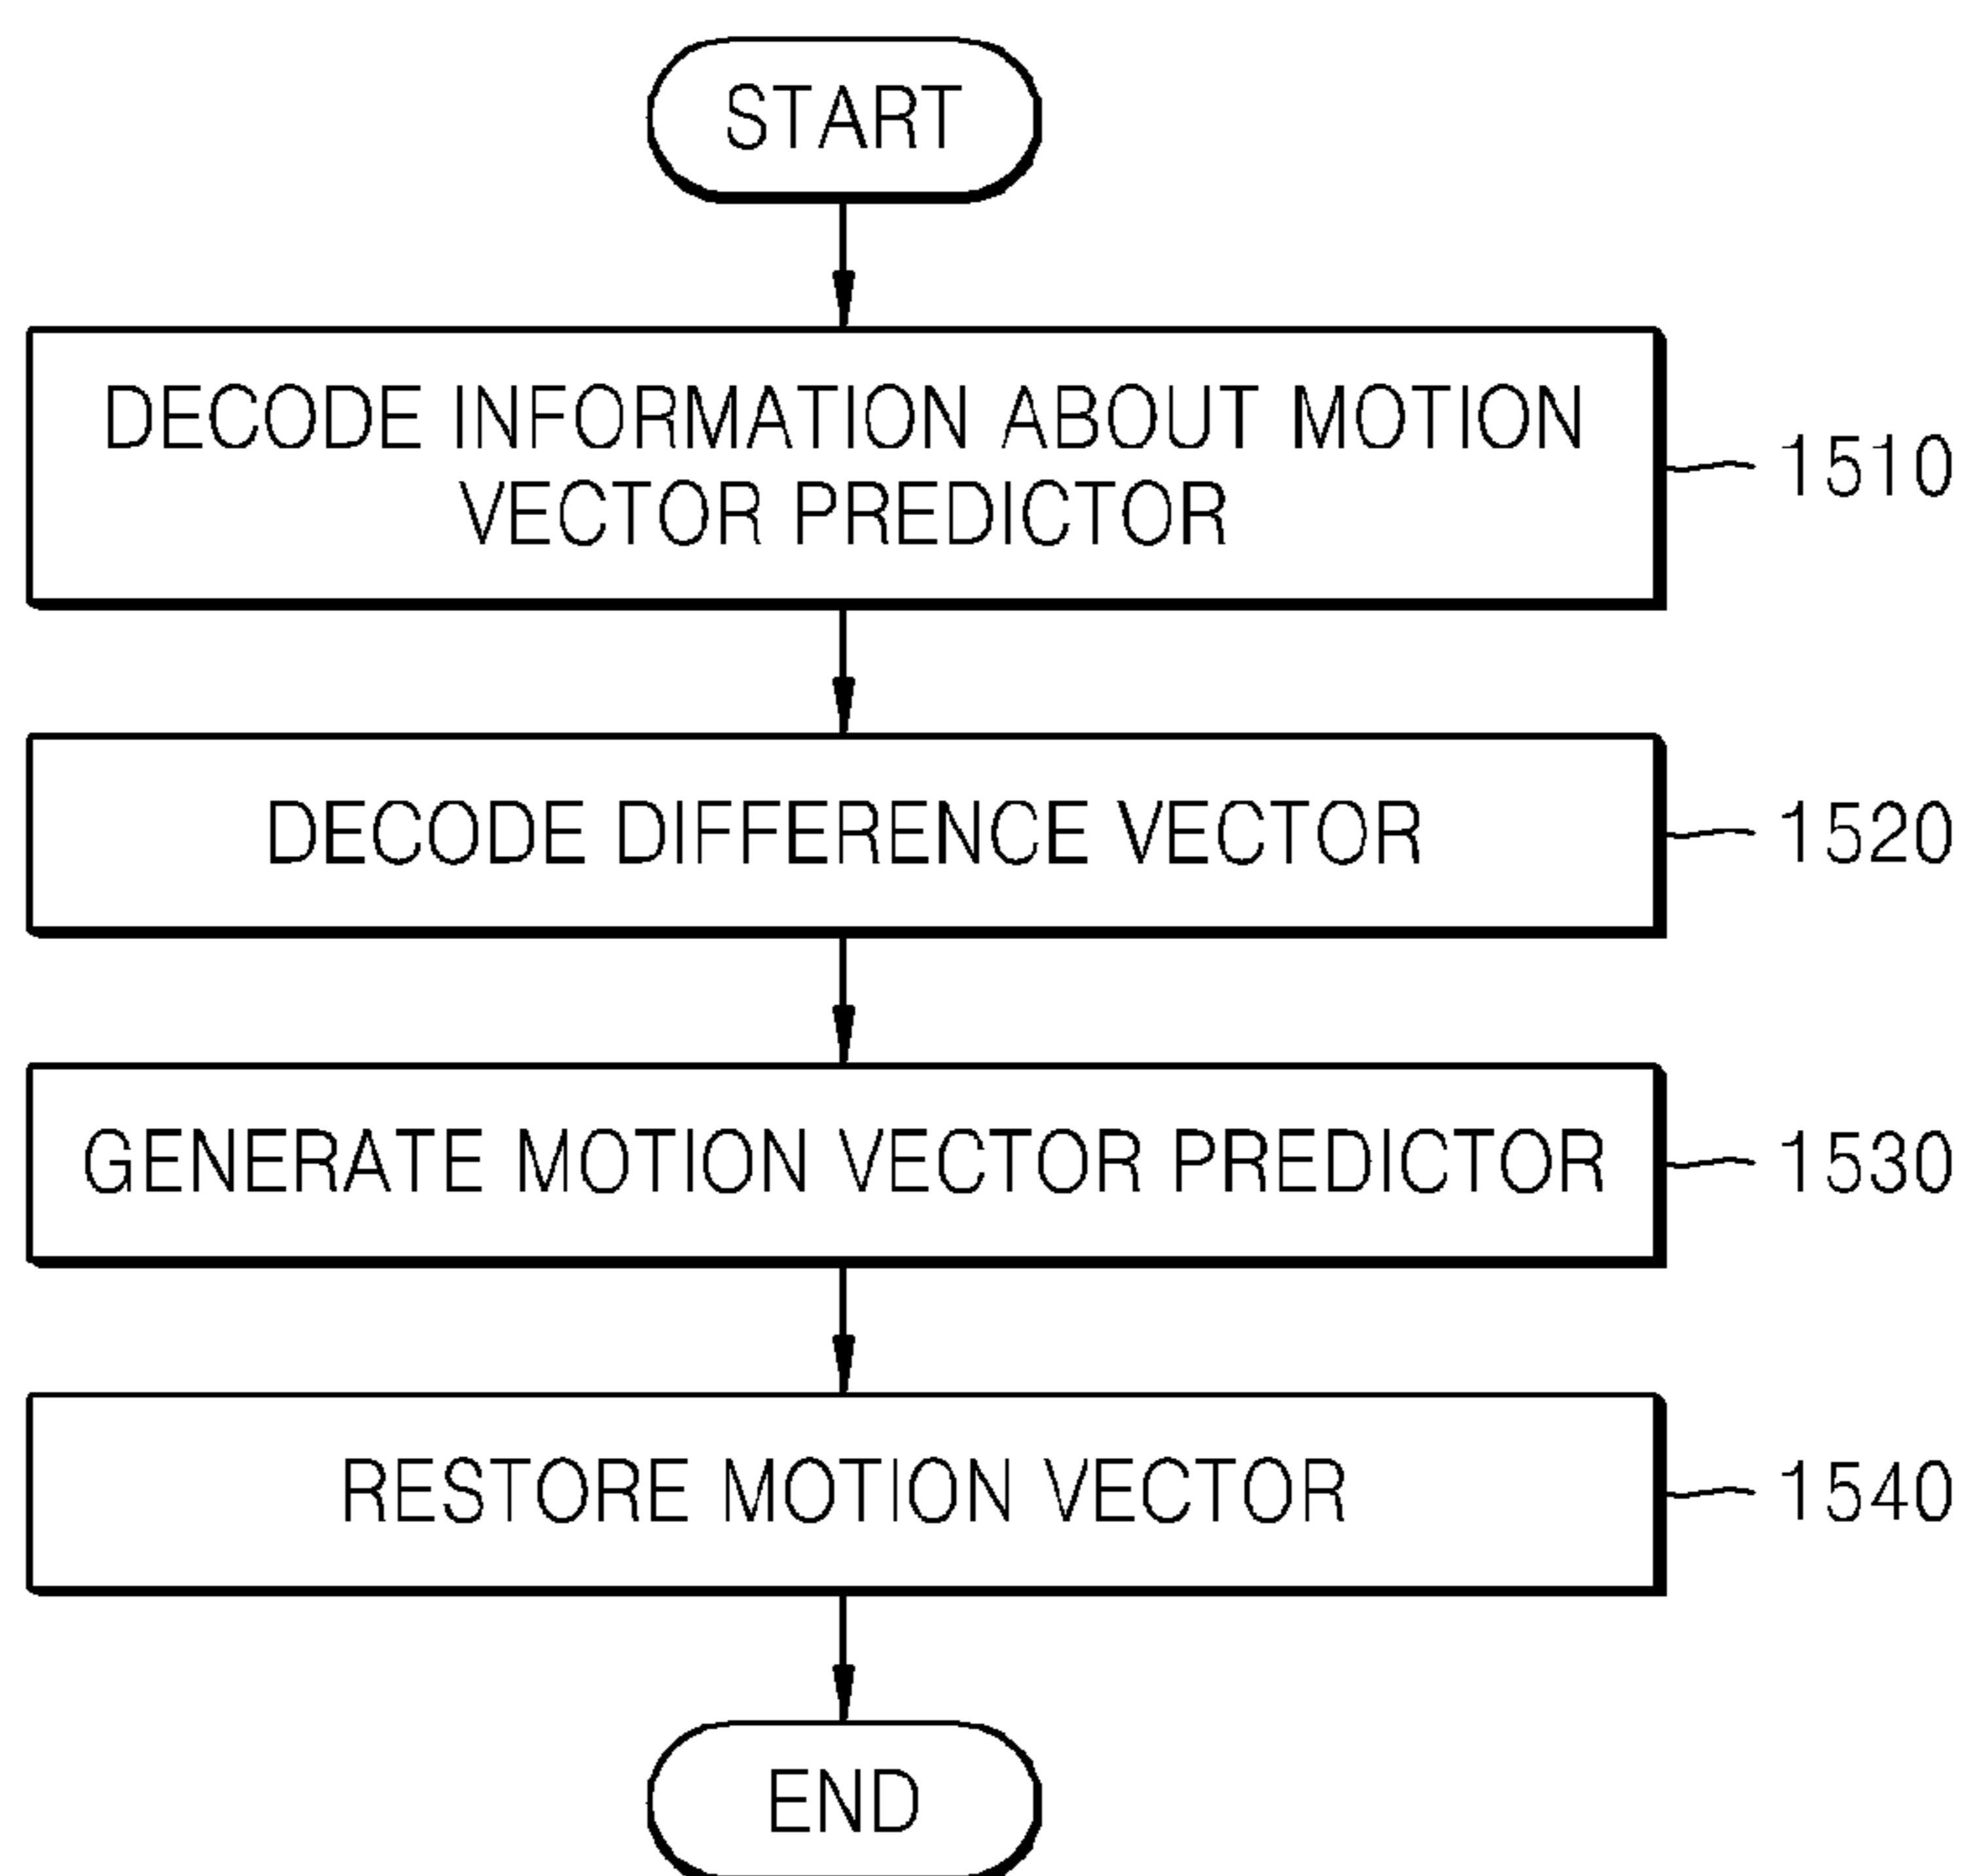 START
DECODE INFORMATION ABOUT MOTION
VECTOR PREDICTOR
1510
DECODE DIFFERENCE VECTOR
1520
GENERATE MOTION VECTOR PREDICTOR
1530
RESTORE MOTION VECTOR
1540
END